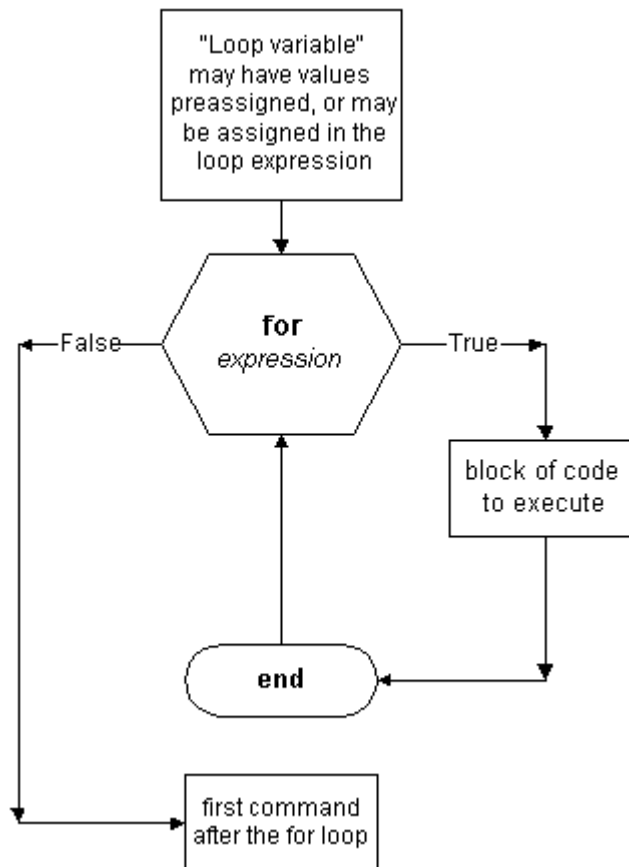 "Loop variable"
may have values
preassigned, or may
be assigned in the
loop expression
for
expression
False
True
block of code
to execute
end
first command
after the for loop